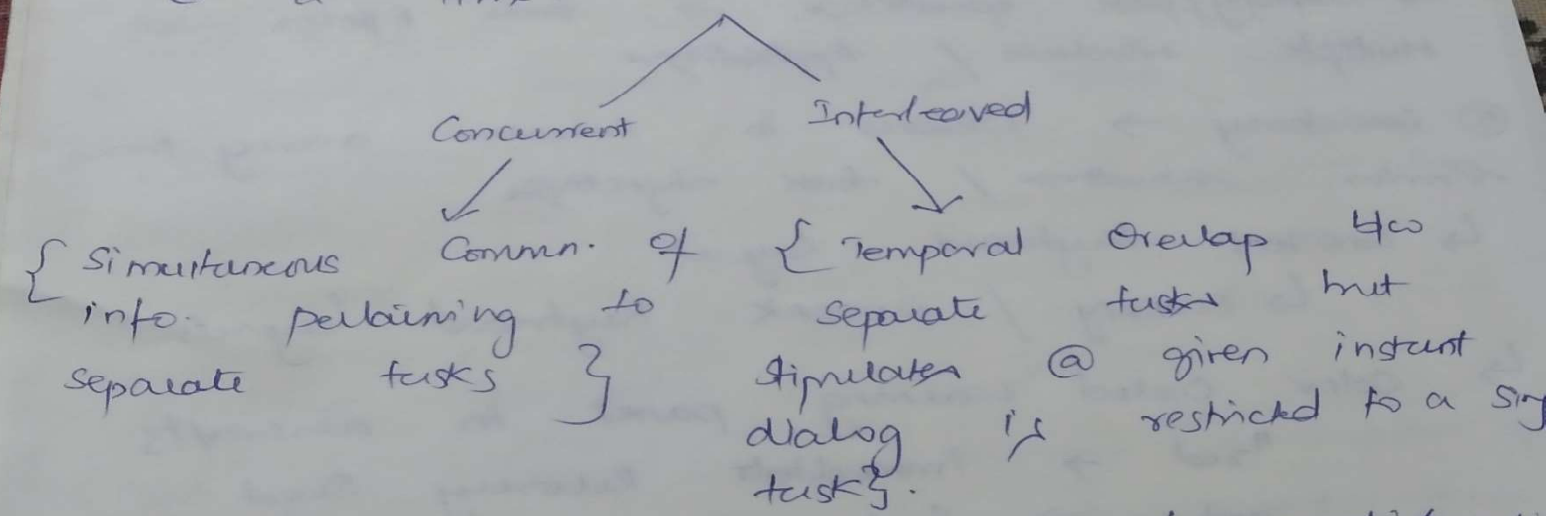 Concurrent
Interleaved
{ Simultaneous Commn. of
info. pertaining to
separate tasks }
{ Temporal Overlap b/w
separate tasks but
stipulates @ given instant
dialog is restricted to a
task}.